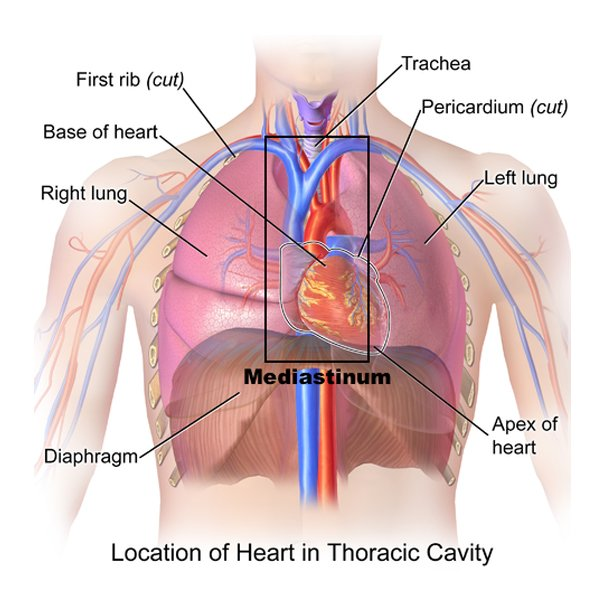 Trachea
First rib (cut)
Pericardium (cut)
Base of heart
Left lung
Right lung
Mediastinum
Apex of
heart
Diaphragm
Location of Heart in Thoracic Cavity